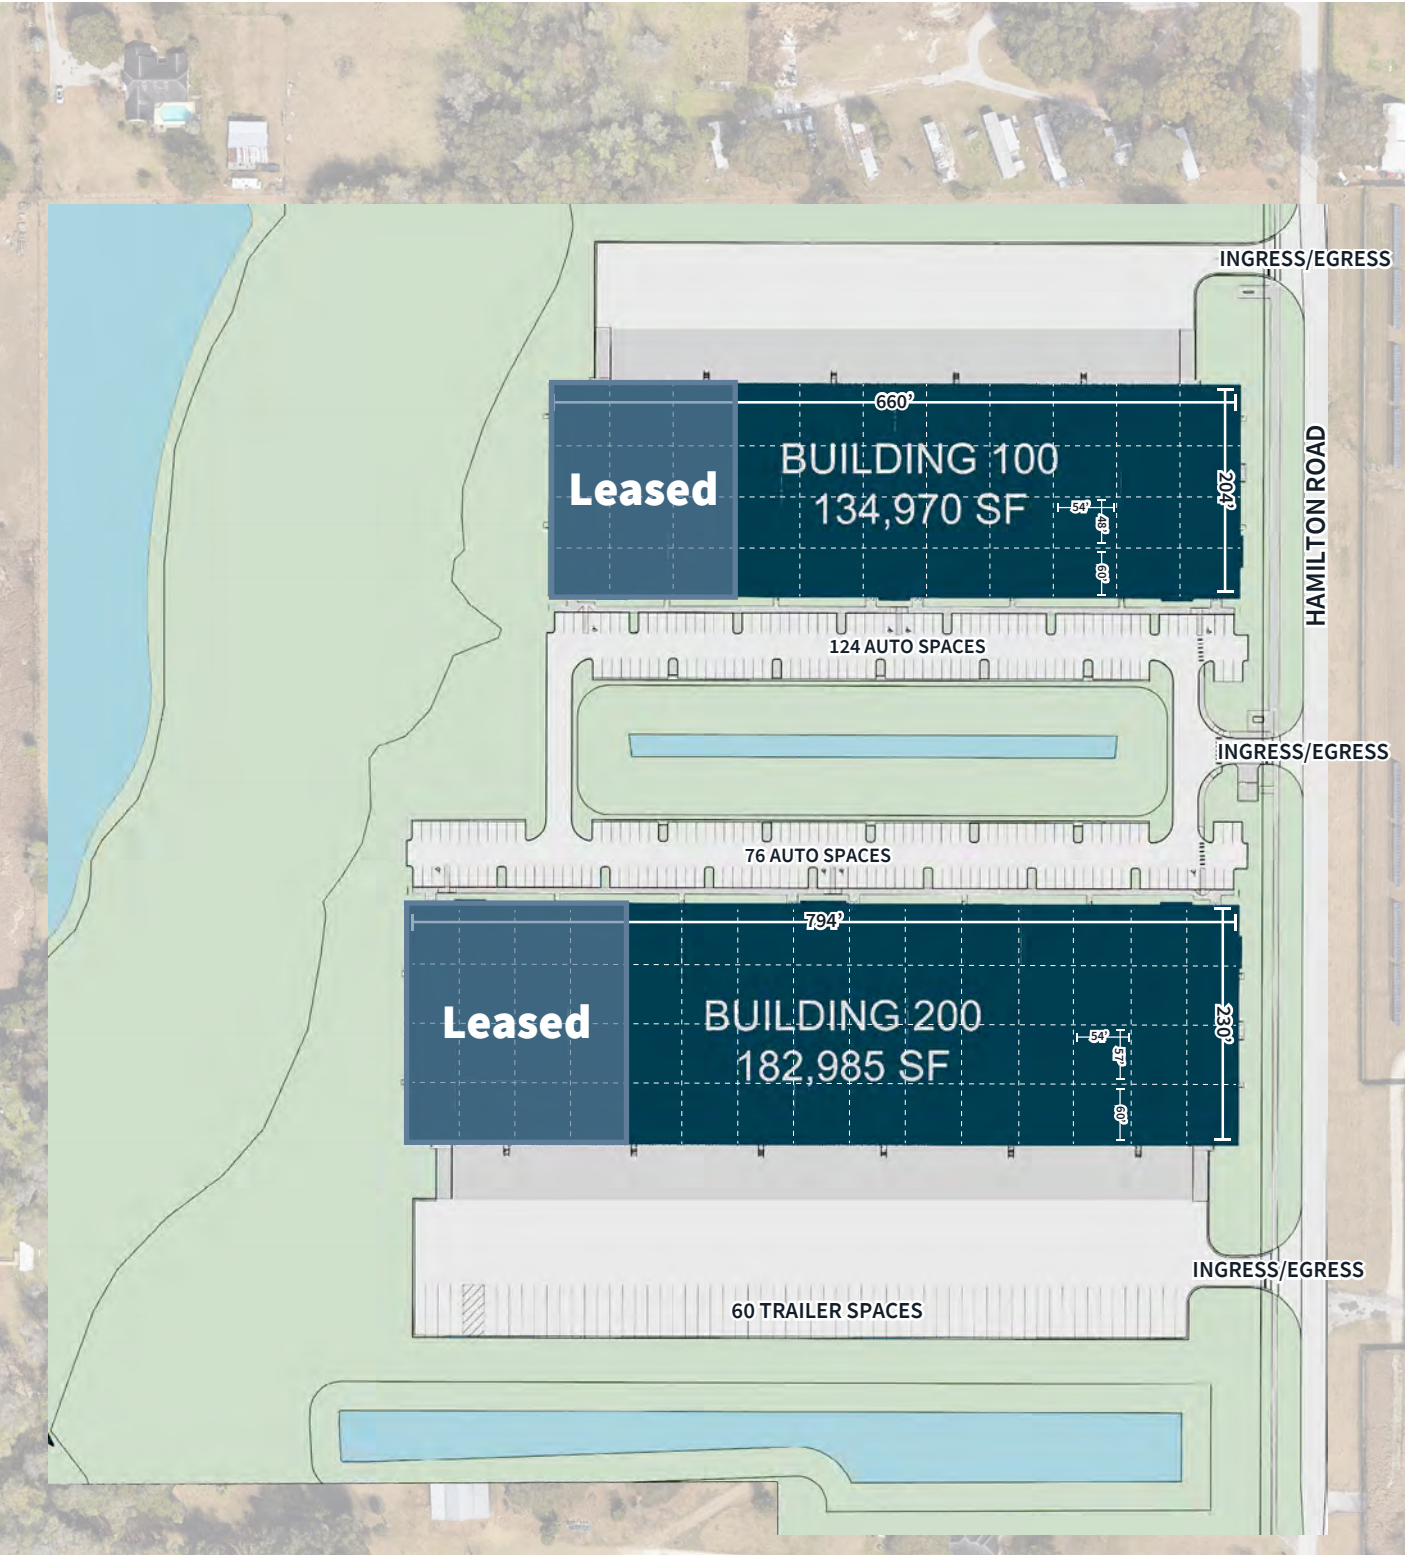 INGRESS/EGRESS
660’
BUILDING 100
134,970 SF
Leased
204’
54’
48’
60’
HAMILTON ROAD
124 AUTO SPACES
INGRESS/EGRESS
76 AUTO SPACES
794’
BUILDING 200
182,985 SF
Leased
230’
54’
57’
60’
INGRESS/EGRESS
60 TRAILER SPACES